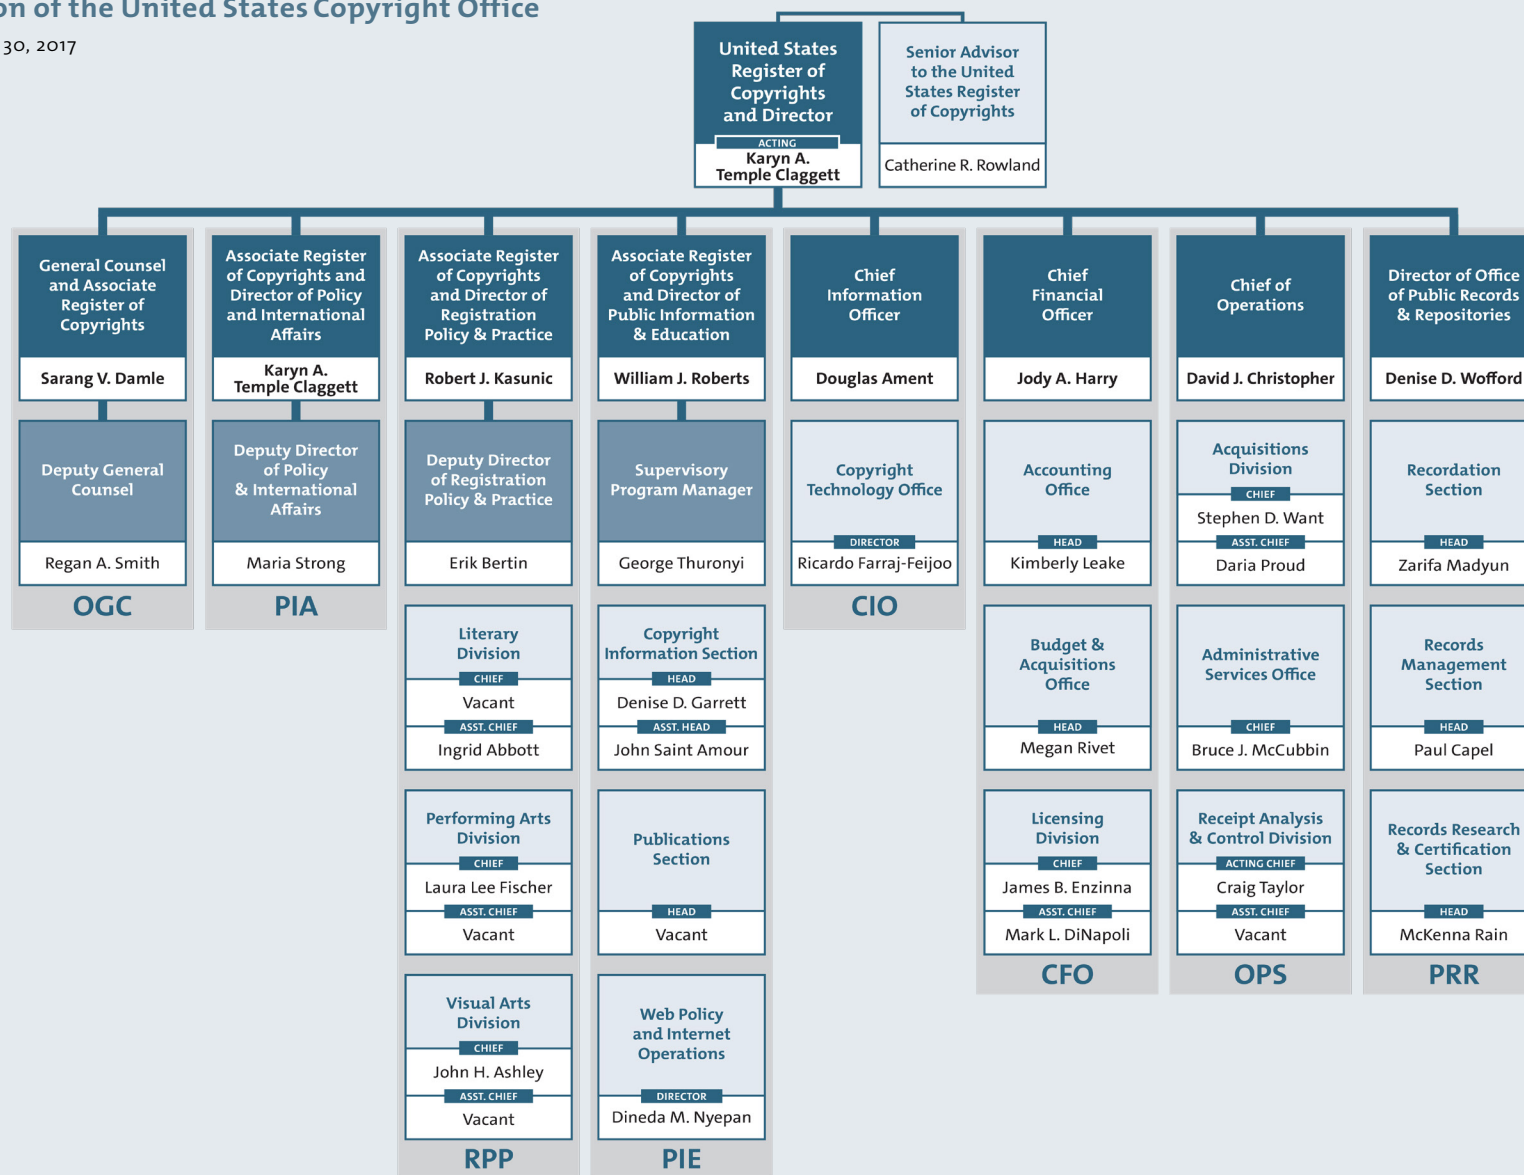 on of the United States Copyright Office
30, 2017
United States
Register of
Copyrights
and Director
ACTING
Karyn A.
Temple Claggett
Senior Advisor
to the United
States Register
of Copyrights
Catherine R. Rowland
General Counsel
and Associate
Register of
Copyrights
Sarang V. Damle
Deputy General
Counsel
Regan A. Smith
OGC
Associate Register
of Copyrights and
Director of Policy
and International
Affairs
Karyn A.
Temple Claggett
Deputy Director
of Policy
& International
Affairs
Maria Strong
PIA
Associate Register
of Copyrights
and Director of
Registration
Policy & Practice
Robert J. Kasunic
Deputy Director
of Registration
Policy & Practice
Erik Bertin
Literary
Division
CHIEF
Vacant
ASST. CHIEF
Ingrid Abbott
Performing Arts
Division
CHIEF
Laura Lee Fischer
ASST. CHIEF
Vacant
Visual Arts
Division
CHIEF
John H. Ashley
ASST. CHIEF
Vacant
RPP
Associate Register
of Copyrights
and Director of
Public Information
& Education
William J. Roberts
Supervisory
Program Manager
George Thuronyi
Copyright
Information Section
HEAD
Denise D. Garrett
ASST. HEAD
John Saint Amour
Publications
Section
HEAD
Vacant
Web Policy
and Internet
Operations
DIRECTOR
Dineda M. Nyepan
PIE
Chief
Information
Officer
Douglas Ament
Copyright
Technology Office
DIRECTOR
Ricardo Farraj-Feijoo
CIO
Chief
Financial
Officer
Jody A. Harry
Accounting
Office
HEAD
Kimberly Leake
Budget &
Acquisitions
Office
HEAD
Megan Rivet
Licensing
Division
CHIEF
James B. Enzinna
ASST. CHIEF
Mark L. DiNapoli
CFO
Chief of
Operations
David J. Christopher
Acquisitions
Division
CHIEF
Stephen D. Want
ASST. CHIEF
Daria Proud
Administrative
Services Office
CHIEF
Bruce J. McCubbin
Receipt Analysis
& Control Division
ACTING CHIEF
Craig Taylor
ASST. CHIEF
Vacant
OPS
Director of Office
of Public Records
& Repositories
Denise D. Wofford
Recordation
Section
HEAD
Zarifa Madyun
Records
Management
Section
HEAD
Paul Capel
Records Research
& Certification
Section
HEAD
McKenna Rain
PRR